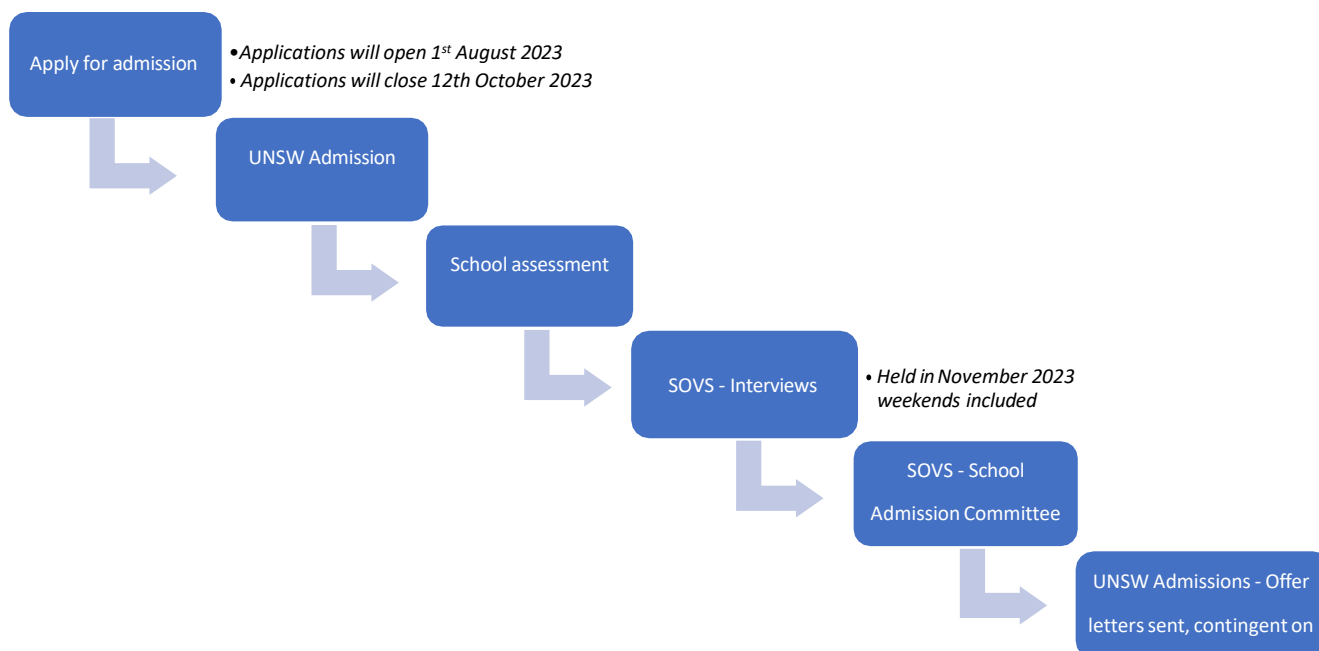 Apply for admission
•Applications will open 1st August 2023
• Applications will close 12th October 2023
UNSW Admission
School assessment
SOVS - Interviews
• Held in November 2023
weekends included
SOVS - School
Admission Committee
UNSW Admissions - Offer
letters sent, contingent on